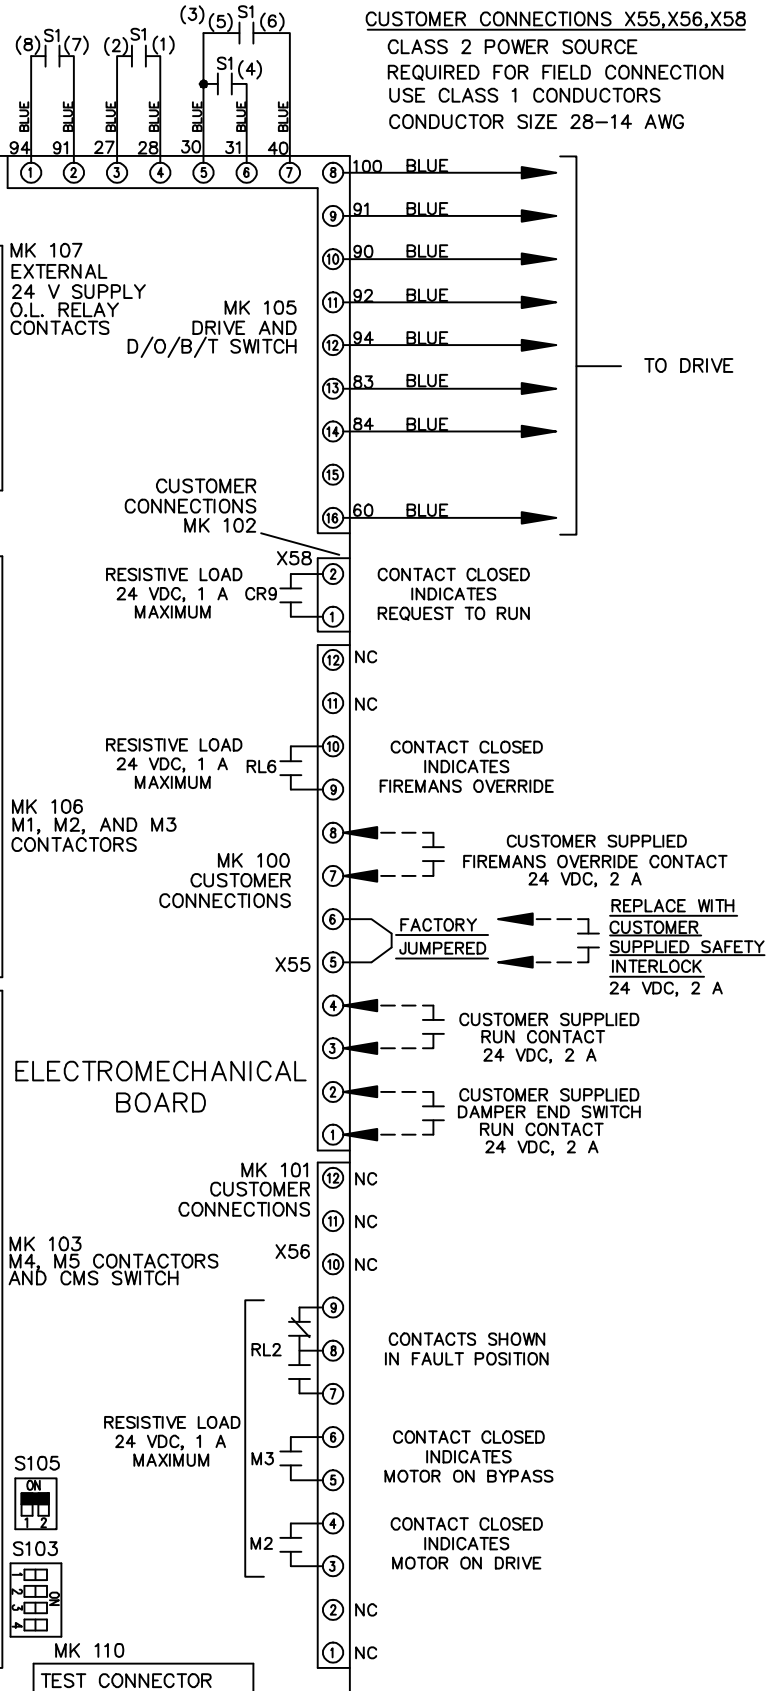 CUSTOMER CONNECTIONS X55,X56,X58
CLASS 2 POWER SOURCE
REQUIRED FOR FIELD CONNECTION
USE CLASS 1 CONDUCTORS
CONDUCTOR SIZE 28-14 AWG
(8) S1 (7)
(2) S1 (1)
(3) (5) S1 (6)
S1 (4)
BLUE BLUE BLUE BLUE BLUE BLUE BLUE
94 91 27 28 30 31 40
1 2 3 4 5 6 7
8 100 BLUE
9 91 BLUE
10 90 BLUE
11 92 BLUE
12 94 BLUE
13 83 BLUE
14 84 BLUE
15
16 60 BLUE
TO DRIVE
MK 107
EXTERNAL
24 V SUPPLY
O.L. RELAY
CONTACTS
MK 105
DRIVE AND
D/O/B/T SWITCH
CUSTOMER
CONNECTIONS
MK 102
X58
2
1
RESISTIVE LOAD
24 VDC, 1 A
MAXIMUM
CR9
CONTACT CLOSED
INDICATES
REQUEST TO RUN
12 NC
11 NC
10
9
RESISTIVE LOAD
24 VDC, 1 A
MAXIMUM
RL6
CONTACT CLOSED
INDICATES
FIREMANS OVERRIDE
MK 106
M1, M2, AND M3
CONTACTORS
MK 100
CUSTOMER
CONNECTIONS
8
7
CUSTOMER SUPPLIED
FIREMANS OVERRIDE CONTACT
24 VDC, 2 A
6
5
X55
FACTORY
JUMPERED
REPLACE WITH
CUSTOMER
SUPPLIED SAFETY
INTERLOCK
24 VDC, 2 A
4
3
CUSTOMER SUPPLIED
RUN CONTACT
24 VDC, 2 A
ELECTROMECHANICAL
BOARD
2
1
CUSTOMER SUPPLIED
DAMPER END SWITCH
RUN CONTACT
24 VDC, 2 A
MK 101
CUSTOMER
CONNECTIONS
X56
12 NC
11 NC
10 NC
MK 103
M4, M5 CONTACTORS
AND CMS SWITCH
9
8
7
RL2
CONTACTS SHOWN
IN FAULT POSITION
RESISTIVE LOAD
24 VDC, 1 A
MAXIMUM
6
5
M3
CONTACT CLOSED
INDICATES
MOTOR ON BYPASS
4
3
M2
CONTACT CLOSED
INDICATES
MOTOR ON DRIVE
2 NC
1 NC
S105
ON
1 2
S103
1
2
3
4
ON
MK 110
TEST CONNECTOR